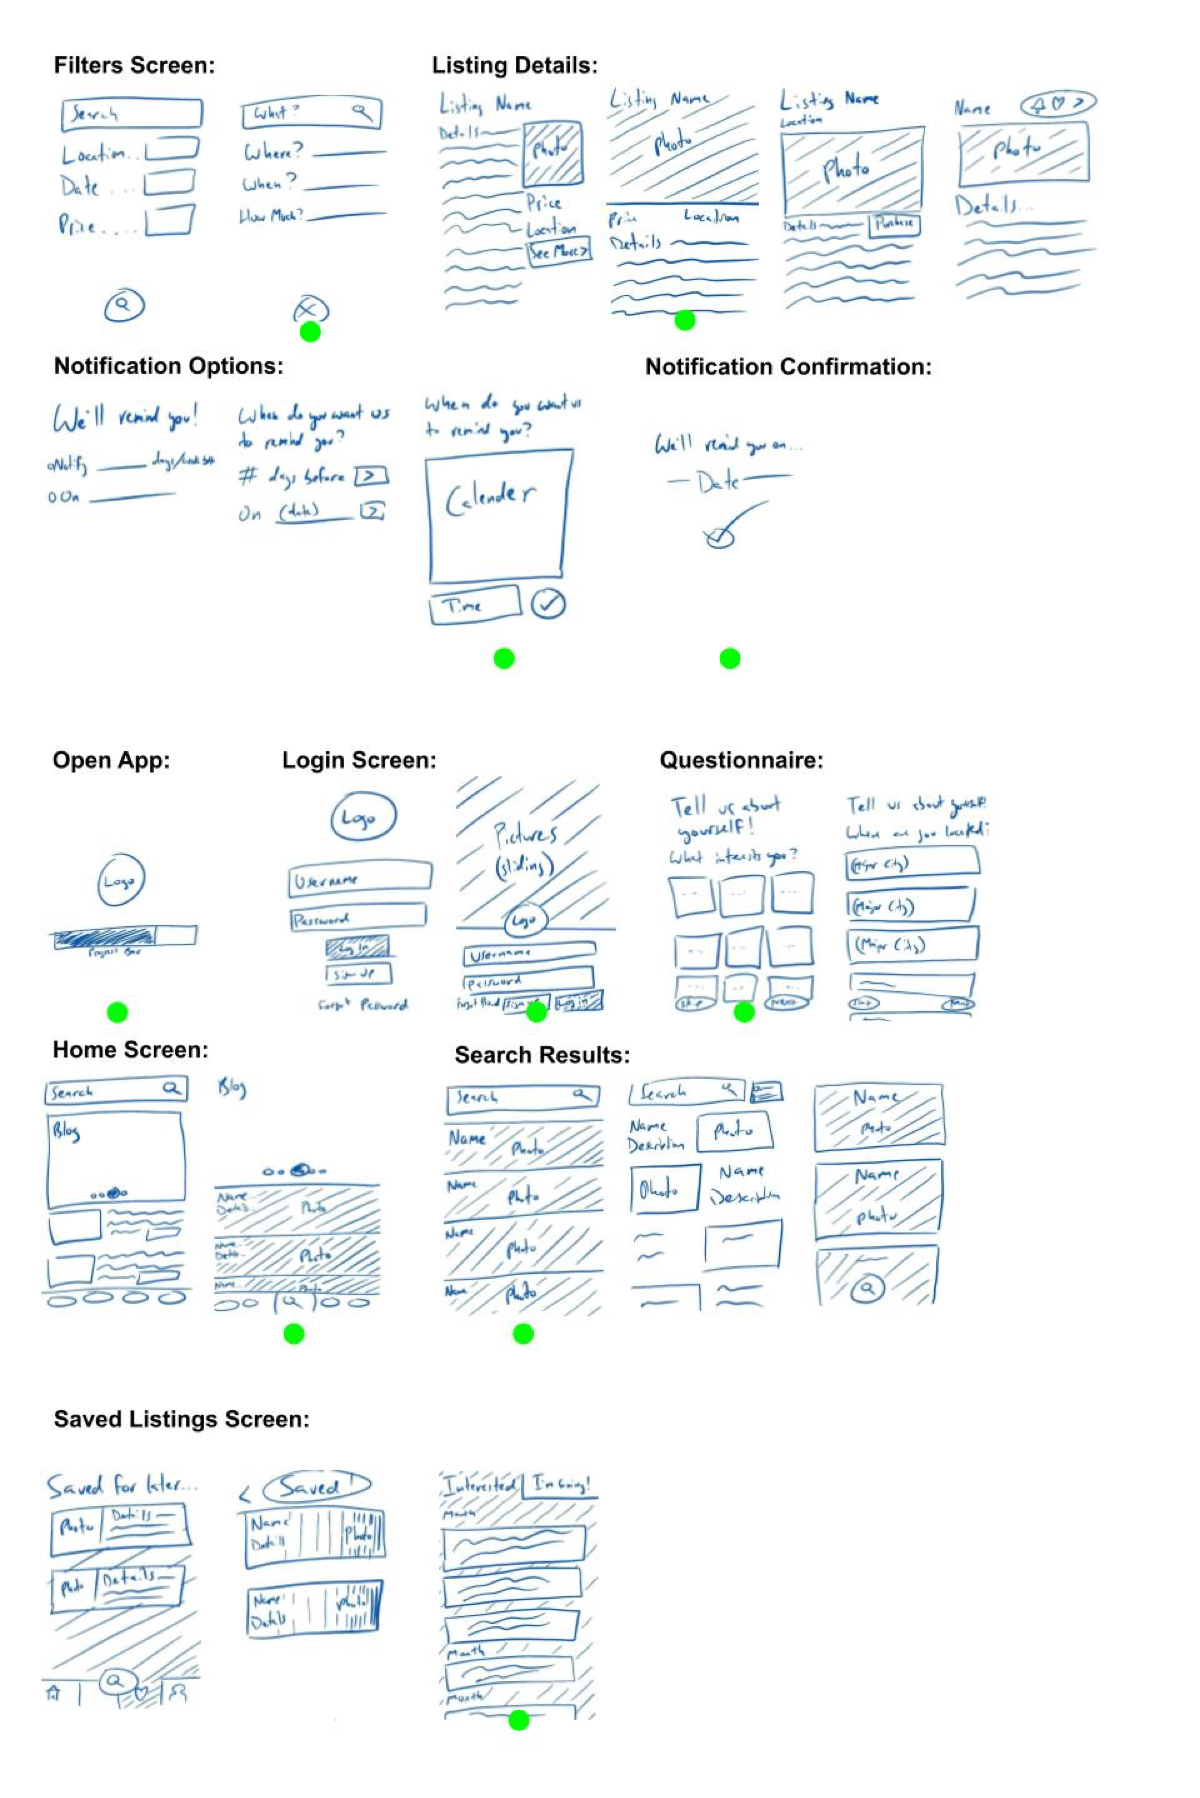 Filters Screen:
Search
Location..
Date ...
Price.....
What?
Where?
When?
How Much?
Listing Details:
Listing Name
Details
Photo
Price
Location
See More >
Listing Name
Photo
Price Location
Details
Listing Name
Location
Photo
Details
Purchase
Name
Photo
Details...
Notification Options:
We'll remind you!
Notify
On
When do you want us
to remind you?
# days before >
On (date) >
When do you want us
to remind you?
Calender
Time
Notification Confirmation:
We'll remind you on...
- Date -
Open App:
Logo
Progress Bar
Login Screen:
Logo
Username
Password
Log In
Sign Up
Forgot Password
Pictures
(sliding)
Logo
Username
Password
Sign up
Log in
Questionnaire:
Tell us about
yourself!
What interests you?
Skip
Next
Tell us about yourself!
Where are you located?
(Major City)
(Major City)
(Major City)
Skip
Next
Home Screen:
Search
Blog
Blog
Name
Details
Photo
Name
Details
Photo
Name
Photo
Search Results:
Search
Name Photo
Name
Photo
Name
Photo
Name Photo
Search
Name
Description
Photo
Photo
Name
Description
Name
Photo
Name
Photo
Saved Listings Screen:
Saved for later...
Photo
Details
Photo
Details
< Saved
Name
Details
Photo
Name
Details
Photo
Interested
I'm Going!
Month
Month
Month